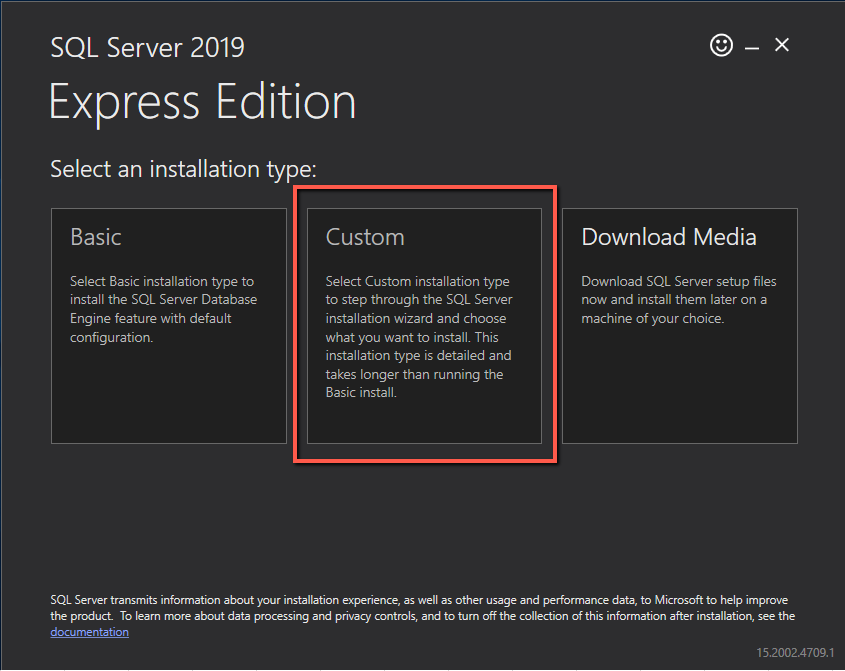 SQL Server 2019
Express Edition
Select an installation type:
Basic
Select Basic installation type to
install the SQL Server Database
Engine feature with default
configuration.
Custom
Select Custom installation type
to step through the SQL Server
installation wizard and choose
what you want to install. This
installation type is detailed and
takes longer than running the
Basic install.
Download Media
Download SQL Server setup files
now and install them later on a
machine of your choice.
SQL Server transmits information about your installation experience, as well as other usage and performance data, to Microsoft to help improve
the product.  To learn more about data processing and privacy controls, and to turn off the collection of this information after installation, see the
documentation
15.2002.4709.1